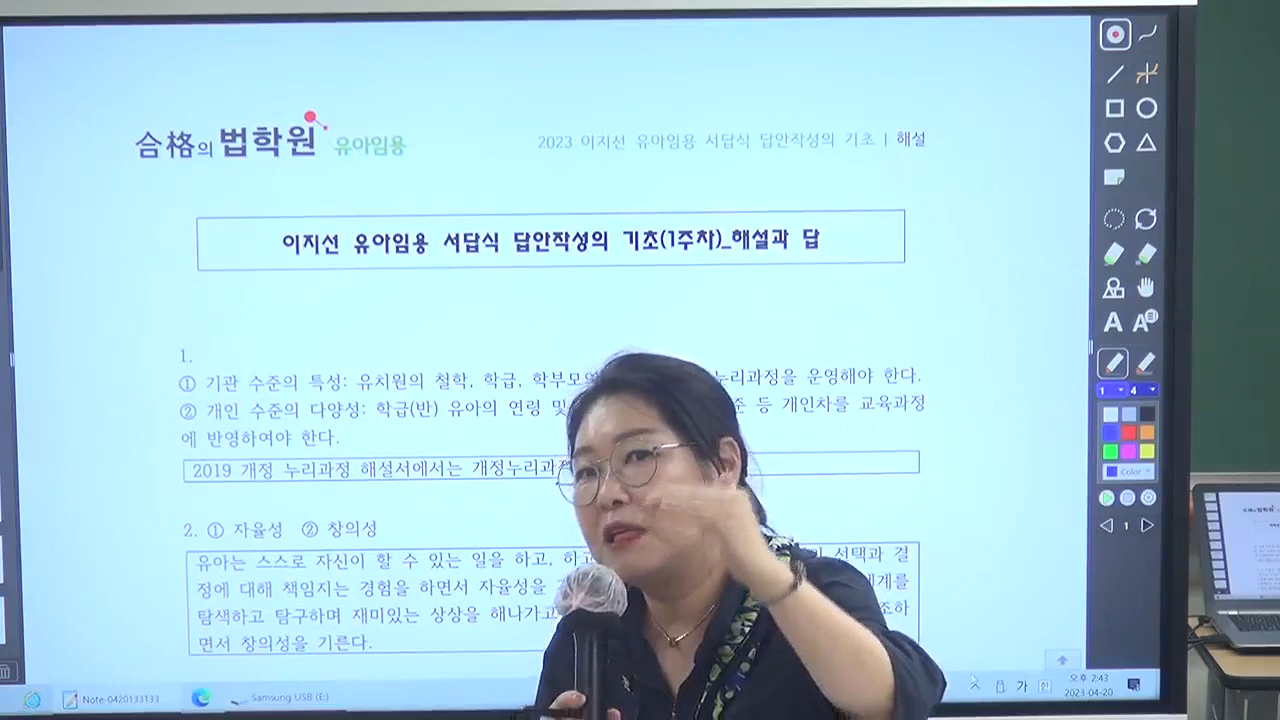 合格의 법학원 유아임용
2023 이지선 유아임용 서답식 답안작성의 기초 | 해설
이지선 유아임용 서답식 답안작성의 기초(1주차)_해설과 답
1.
① 기관 수준의 특성: 유치원의 철학, 학급, 학부모와 누리과정을 운영해야 한다.
② 개인 수준의 다양성: 학급(반) 유아의 연령 및 등 개인차를 교육과정
에 반영하여야 한다.
2019 개정 누리과정 해설서에서는 개정누리과
2. ① 자율성 ② 창의성
유아는 스스로 자신이 할 수 있는 일을 하고, 하고 선택과 결
정에 대해 책임지는 경험을 하면서 자율성을
탐색하고 탐구하며 재미있는 상상을 해나가고
면서 창의성을 기른다.
A A
1 4
Color
1
Note-0420133133
Samsung USB (E:)
가
한
오후 2:43
2023-04-20